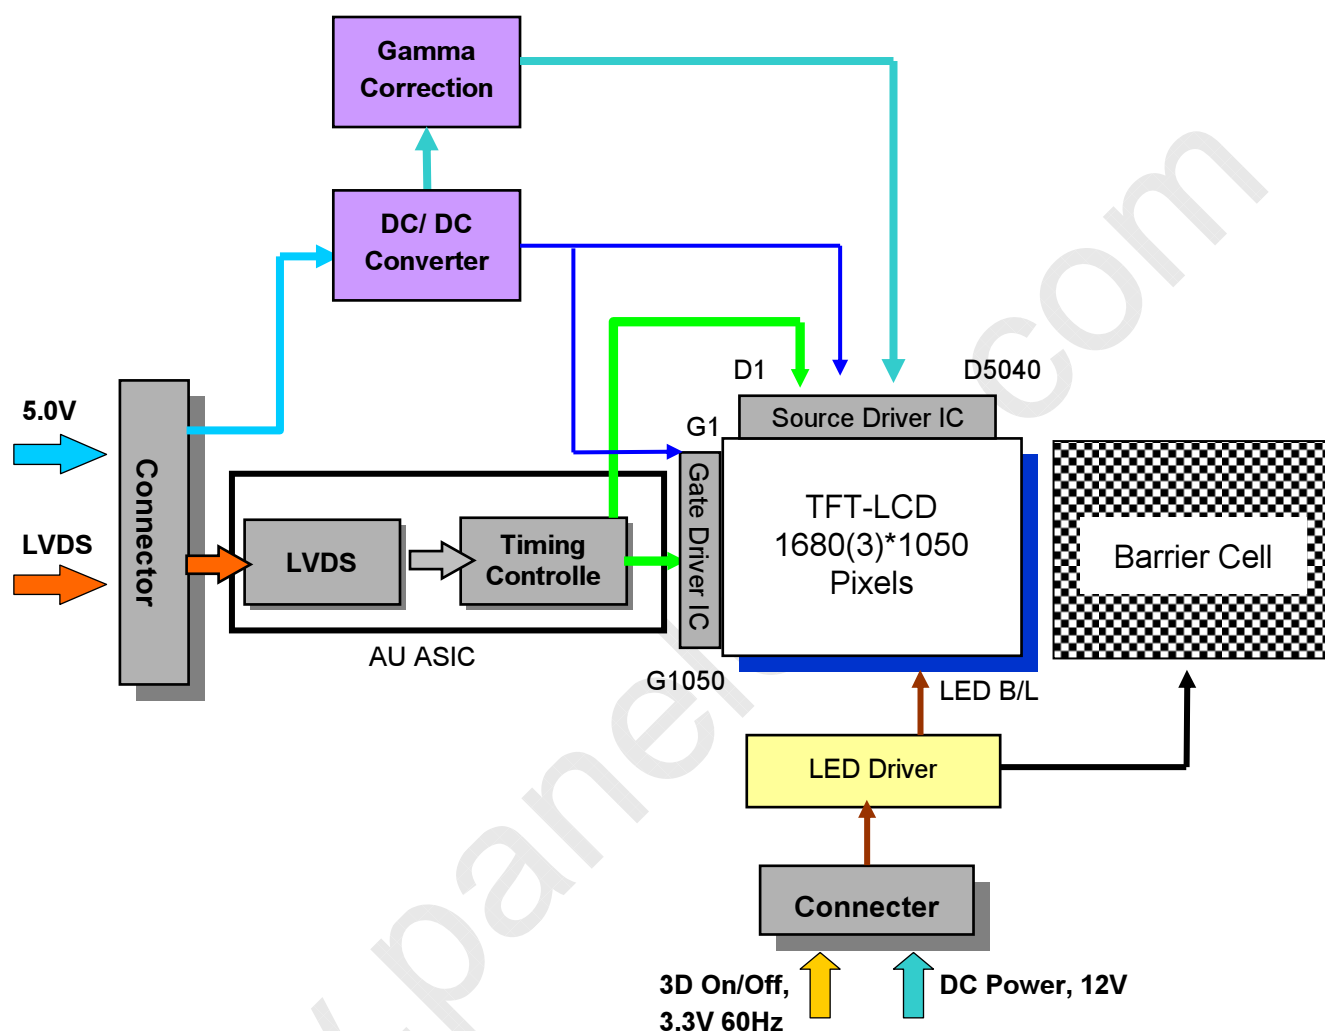 Gamma
Correction
DC/ DC
Converter
D1
D5040
5.0V
Source Driver IC
G1
Connector
Gate Driver IC
TFT-LCD
1680(3)*1050
Pixels
Barrier Cell
LVDS
LVDS
Timing
Controlle
AU ASIC
G1050
LED B/L
LED Driver
Connecter
3D On/Off,
3.3V 60Hz
DC Power, 12V
.panel
com